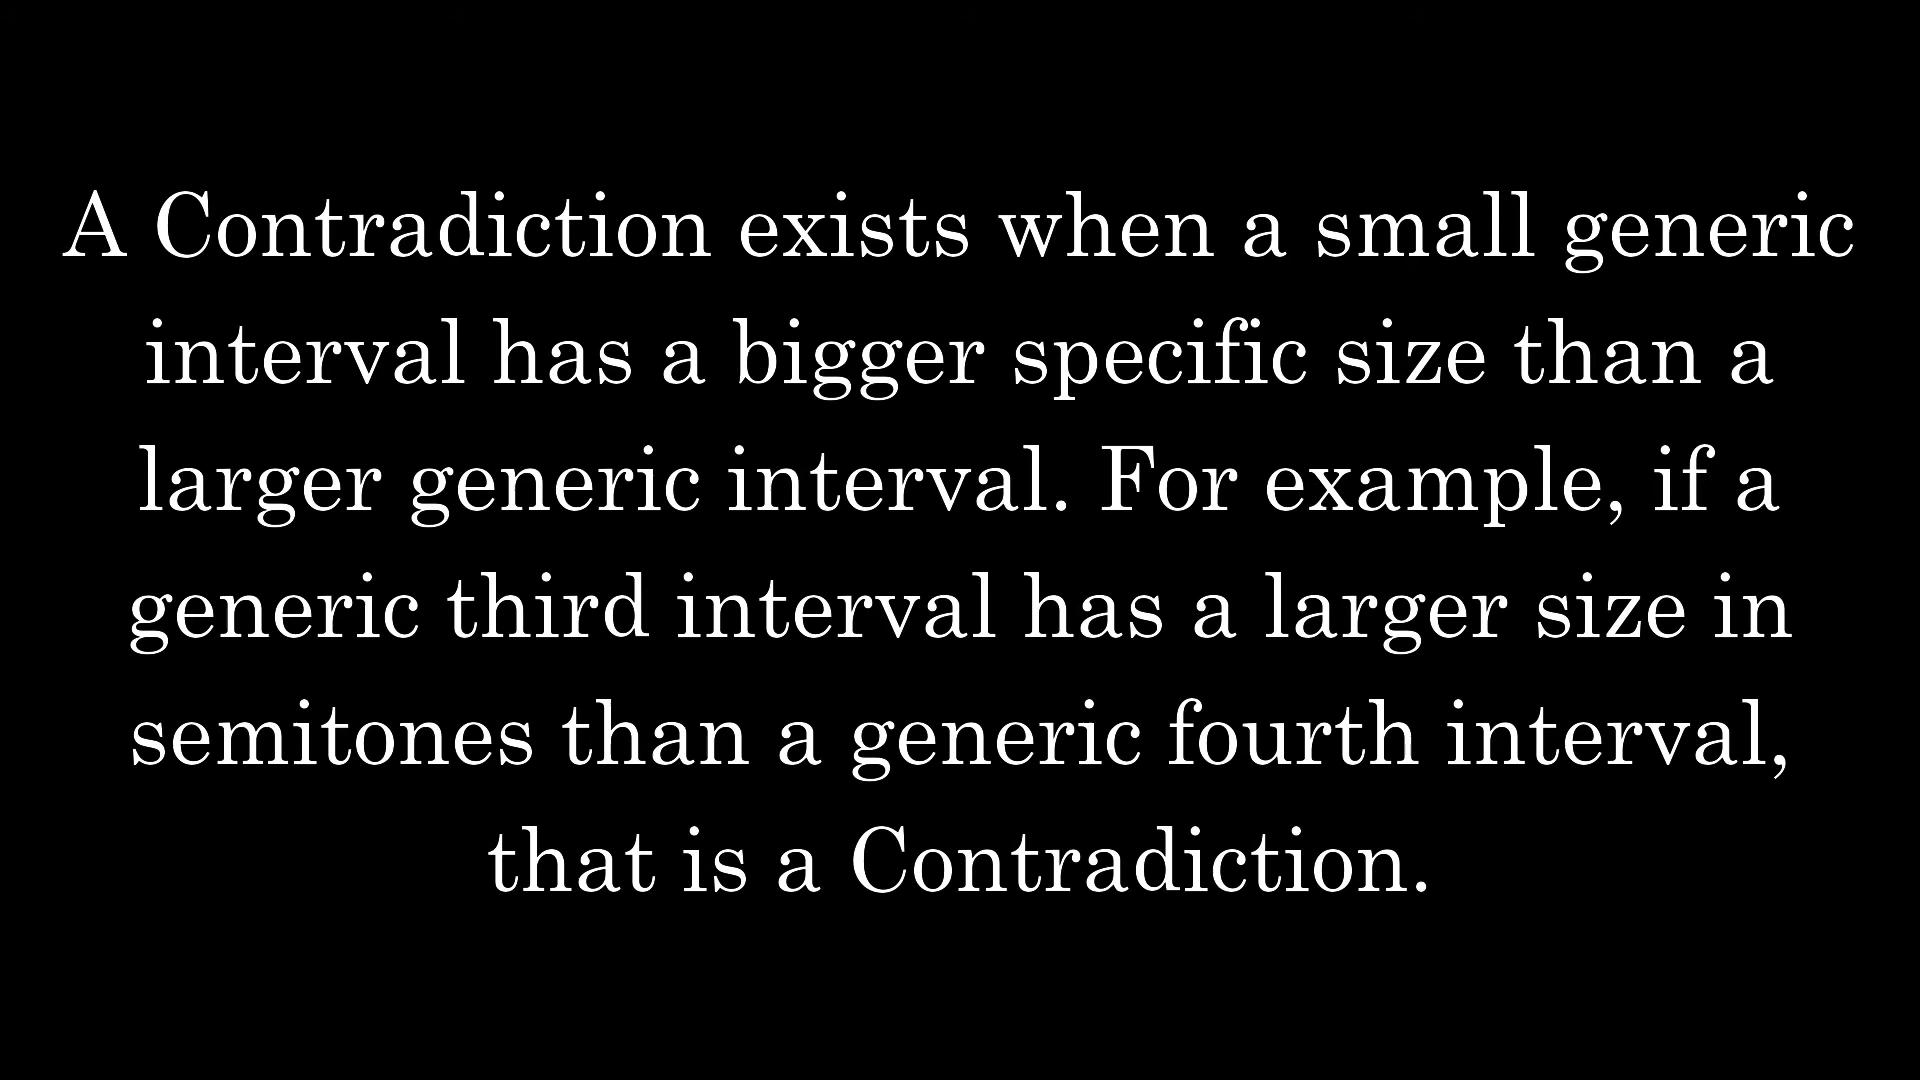 A Contradiction exists when a small generic
interval has a bigger specific size than a
larger generic interval. For example, if a
generic third interval has a larger size in
semitones than a generic fourth interval,
that is a Contradiction.